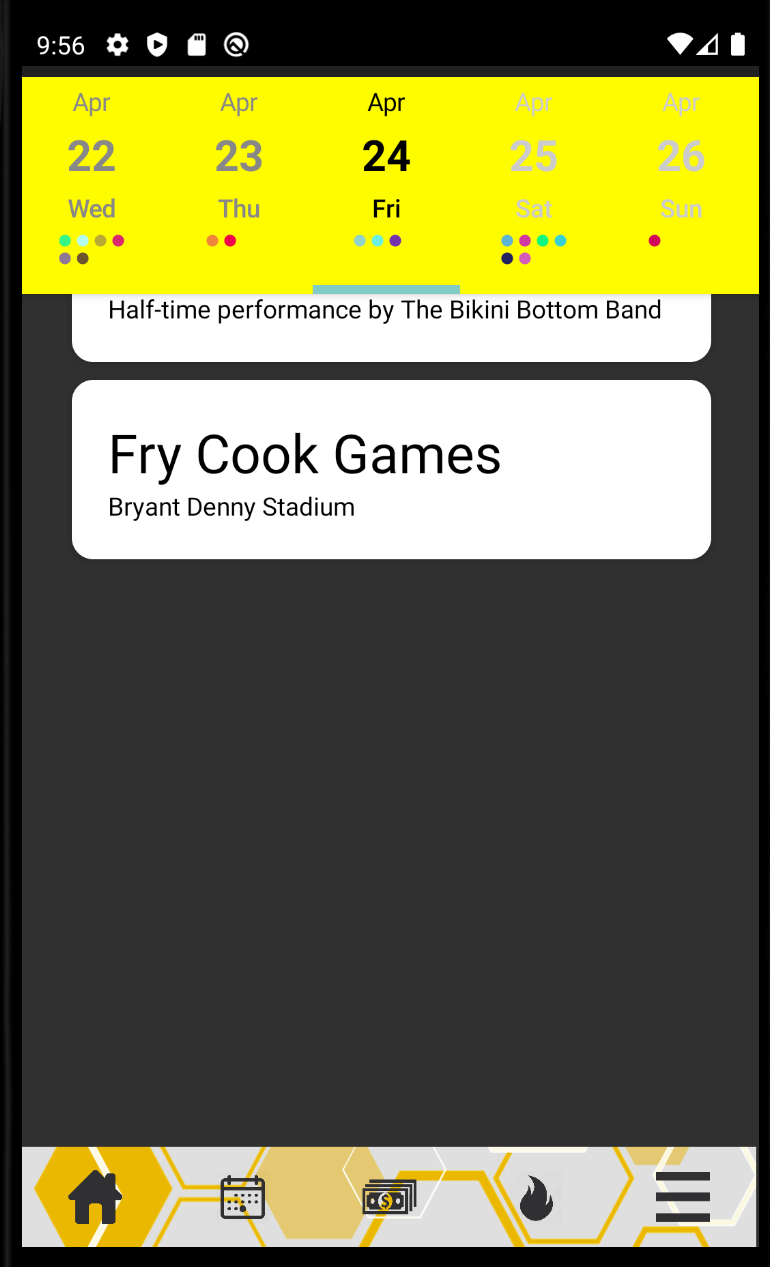 9:56
Apr Apr Apr Apr Apr
22 23 24 25 26
Wed Thu Fri Sat Sun
Half-time performance by The Bikini Bottom Band
Fry Cook Games
Bryant Denny Stadium
$